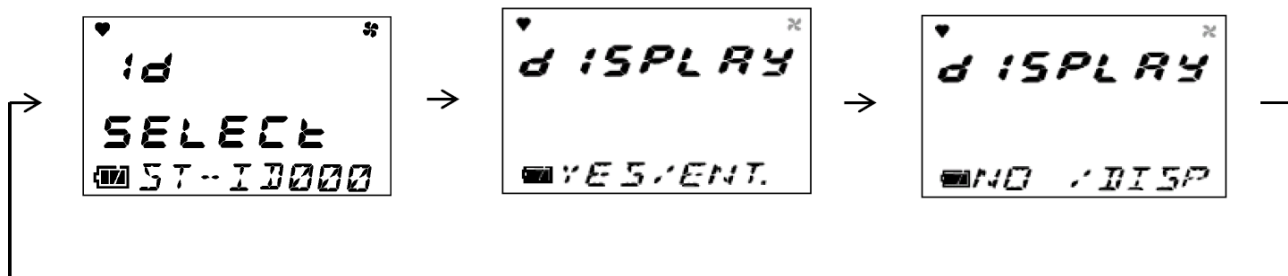 id
SELECt
ST-ID000
dISPLAY
YES/ENT.
dISPLAY
NO /DISP